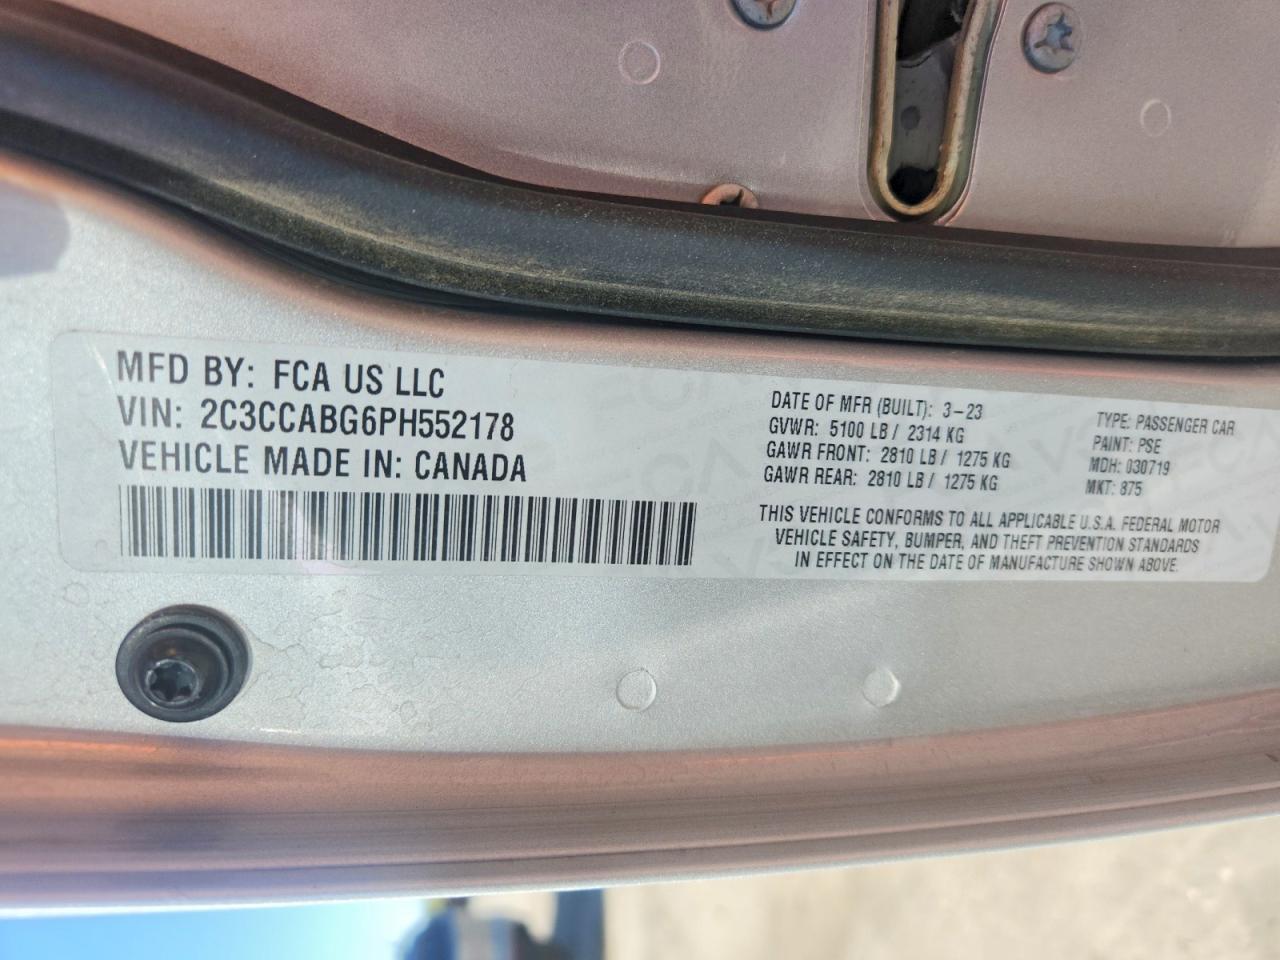 MFD BY: FCA US LLC
VIN: 2C3CCABG6PH552178
VEHICLE MADE IN: CANADA
DATE OF MFR (BUILT): 3-23
GVWR: 5100 LB / 2314 KG
GAWR FRONT: 2810 LB / 1275 KG
GAWR REAR: 2810 LB / 1275 KG
TYPE: PASSENGER CAR
PAINT: PSE
MDH: 030719
MKT: 875
THIS VEHICLE CONFORMS TO ALL APPLICABLE U.S.A. FEDERAL MOTOR
VEHICLE SAFETY, BUMPER, AND THEFT PREVENTION STANDARDS
IN EFFECT ON THE DATE OF MANUFACTURE SHOWN ABOVE.